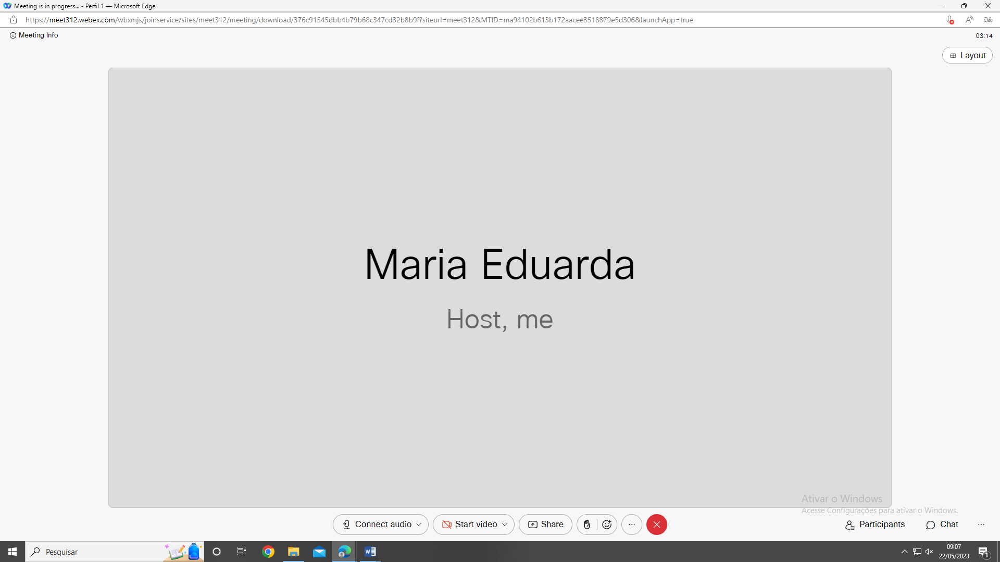 Meeting is in progress... - Perfil 1 — Microsoft Edge
https://meet312.webex.com/wbxmjs/joinservice/sites/meet312/meeting/download/376c91545dbb4b79b68c347cd32b8b9f?siteurl=meet312&MTID=ma94102b613b172aacee3518879e5d306&launchApp=true
Meeting Info
03:14
Layout
Maria Eduarda
Host, me
Ativar o Windows
Acesse Configurações para ativar o Windows.
Connect audio
Start video
Share
Participants
Chat
Pesquisar
09:07
22/05/2023
1